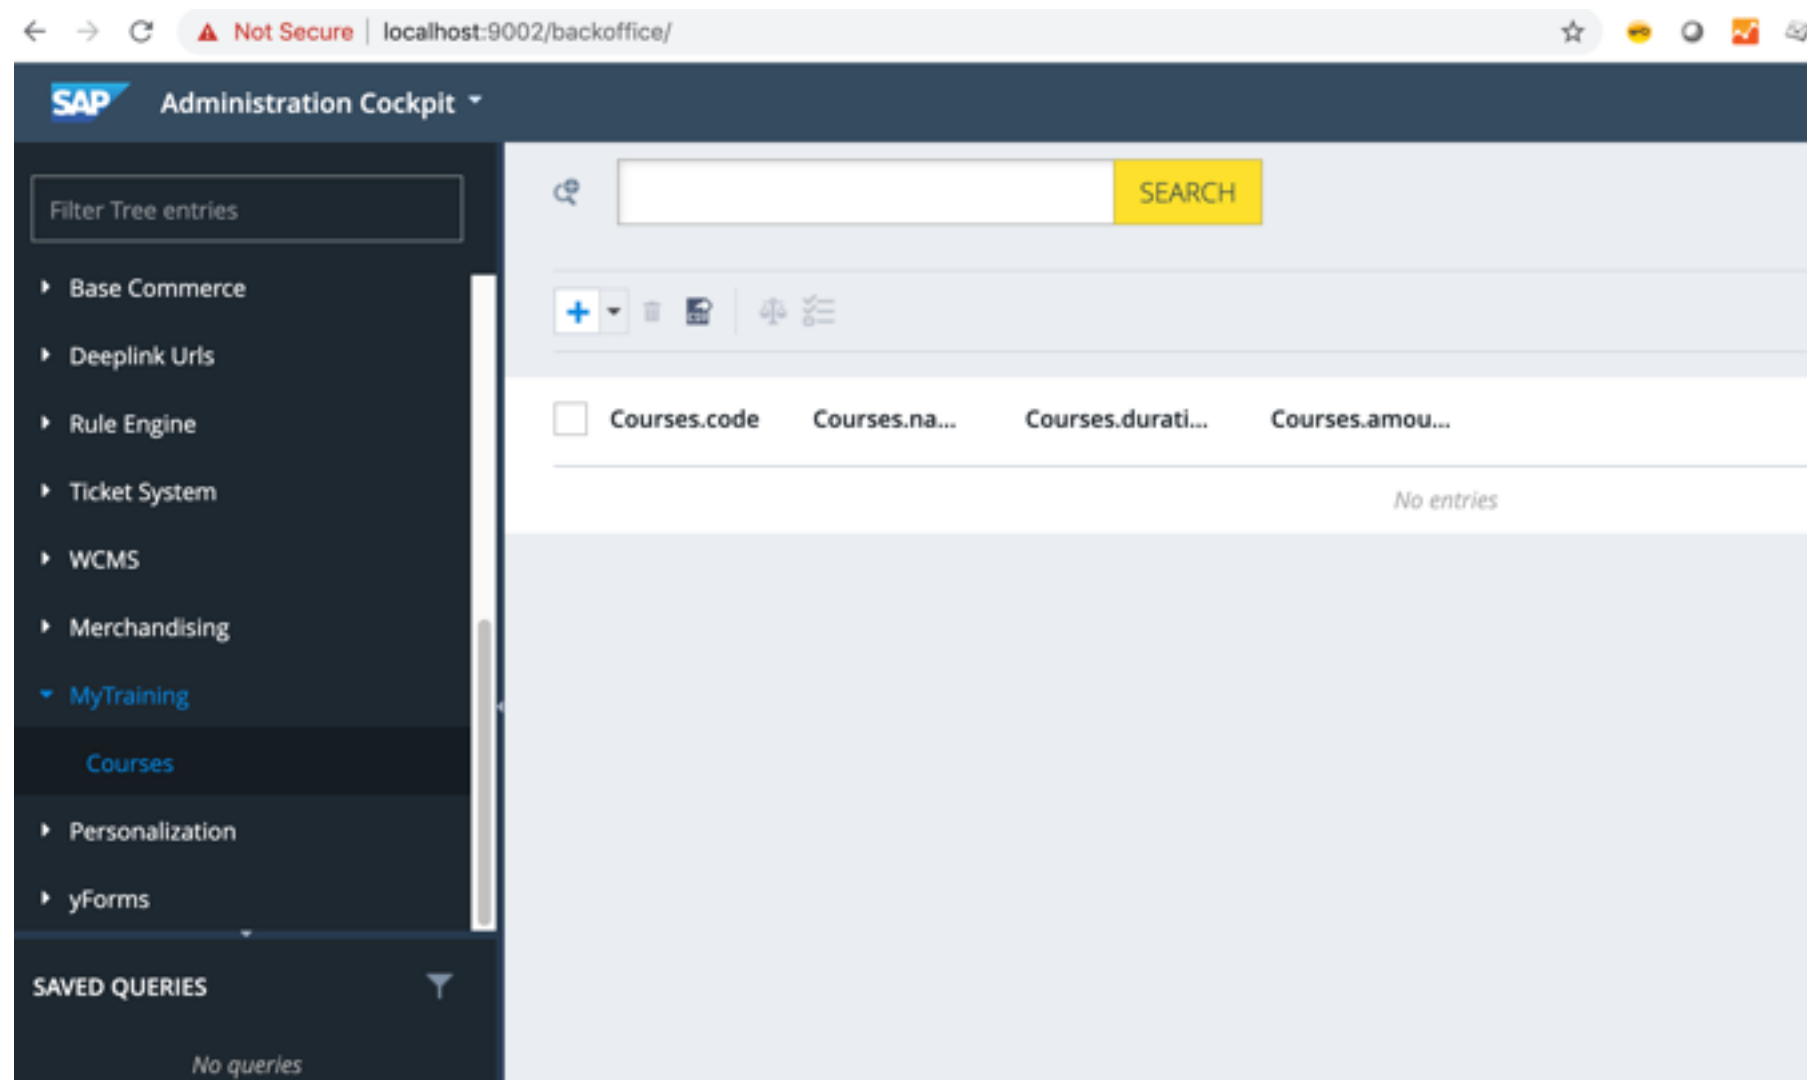 Not Secure | localhost:9002/backoffice/
SAP Administration Cockpit
Filter Tree entries
Base Commerce
Deeplink Urls
Rule Engine
Ticket System
WCMS
Merchandising
MyTraining
Courses
Personalization
yForms
SAVED QUERIES
No queries
SEARCH
Courses.code Courses.na... Courses.durati... Courses.amou...
No entries